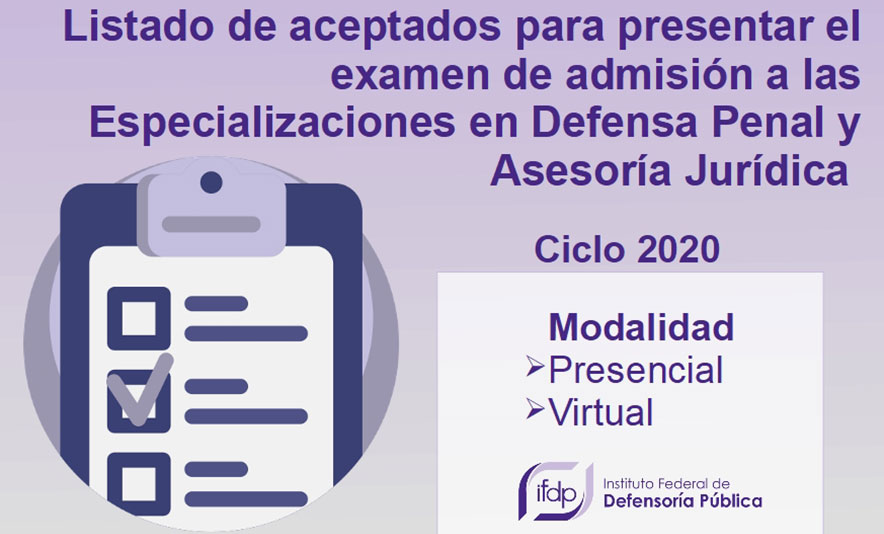 Listado de aceptados para presentar el
examen de admisión a las
Especializaciones en Defensa Penal y
Asesoría Jurídica
Ciclo 2020
Modalidad
➢Presencial
➢Virtual
ifdp
Instituto Federal de
Defensoría Pública